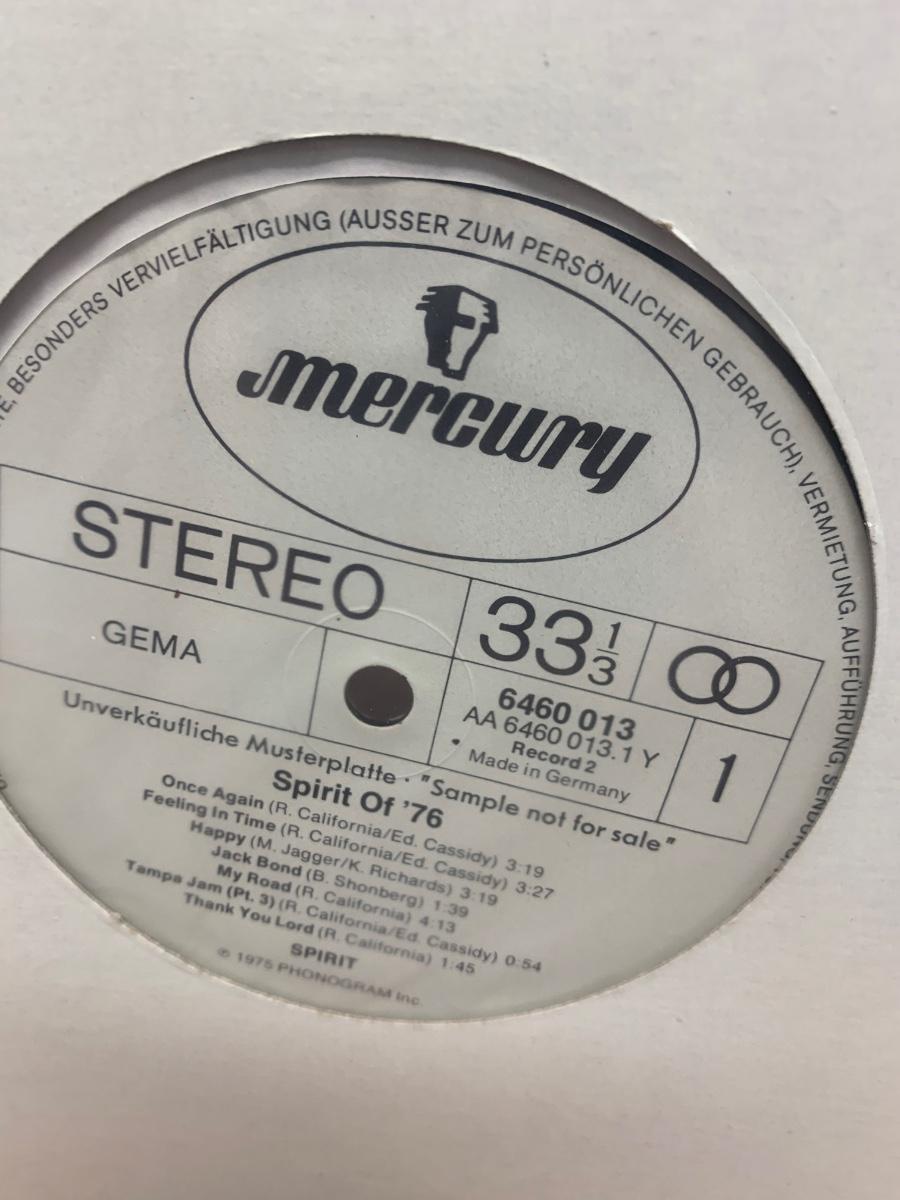 BESONDERS VERVIELFÄLTIGUNG (AUSSER ZUM PERSÖNLICHEN GEBRAUCH), VERMIETUNG, AUFFÜHRUNG, SENDUNG,
mercury
STEREO
33 1/3
GEMA
6460 013
AA 6460 013.1 Y
Record 2
Made in Germany
1
Unverkäufliche Musterplatte · "Sample not for sale"
Spirit Of '76
Once Again (R. California/Ed. Cassidy) 3:19
Feeling In Time (R. California/Ed. Cassidy) 3:27
Happy (M. Jagger/K. Richards) 3:19
Jack Bond (B. Shonberg) 1:39
My Road (R. California) 4:13
Tampa Jam (Pt. 3) (R. California/Ed. Cassidy) 0:54
Thank You Lord (R. California) 1:45
SPIRIT
℗ 1975 PHONOGRAM Inc.